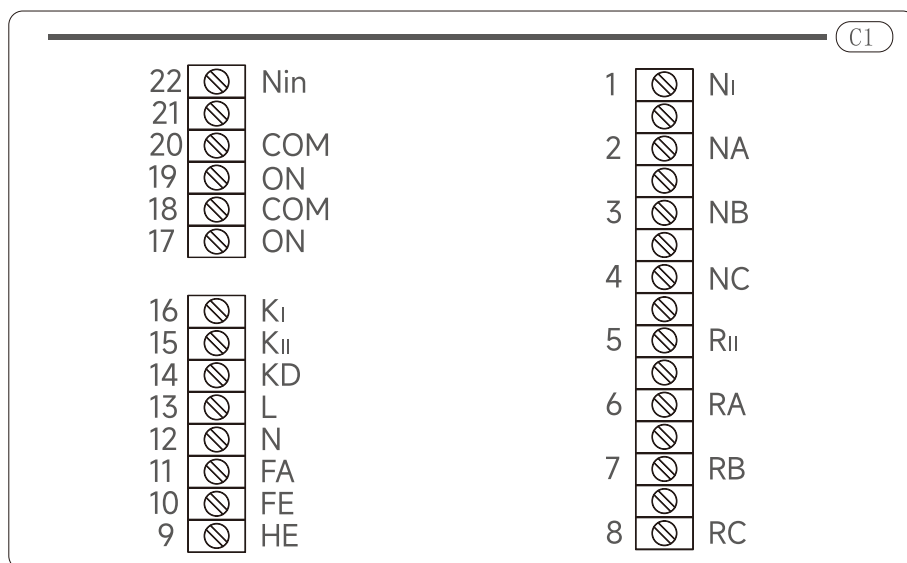 C1
22 Nin
21
20 COM
19 ON
18 COM
17 ON
16 KI
15 KII
14 KD
13 L
12 N
11 FA
10 FE
9 HE
1 NI
2 NA
3 NB
4 NC
5 RII
6 RA
7 RB
8 RC